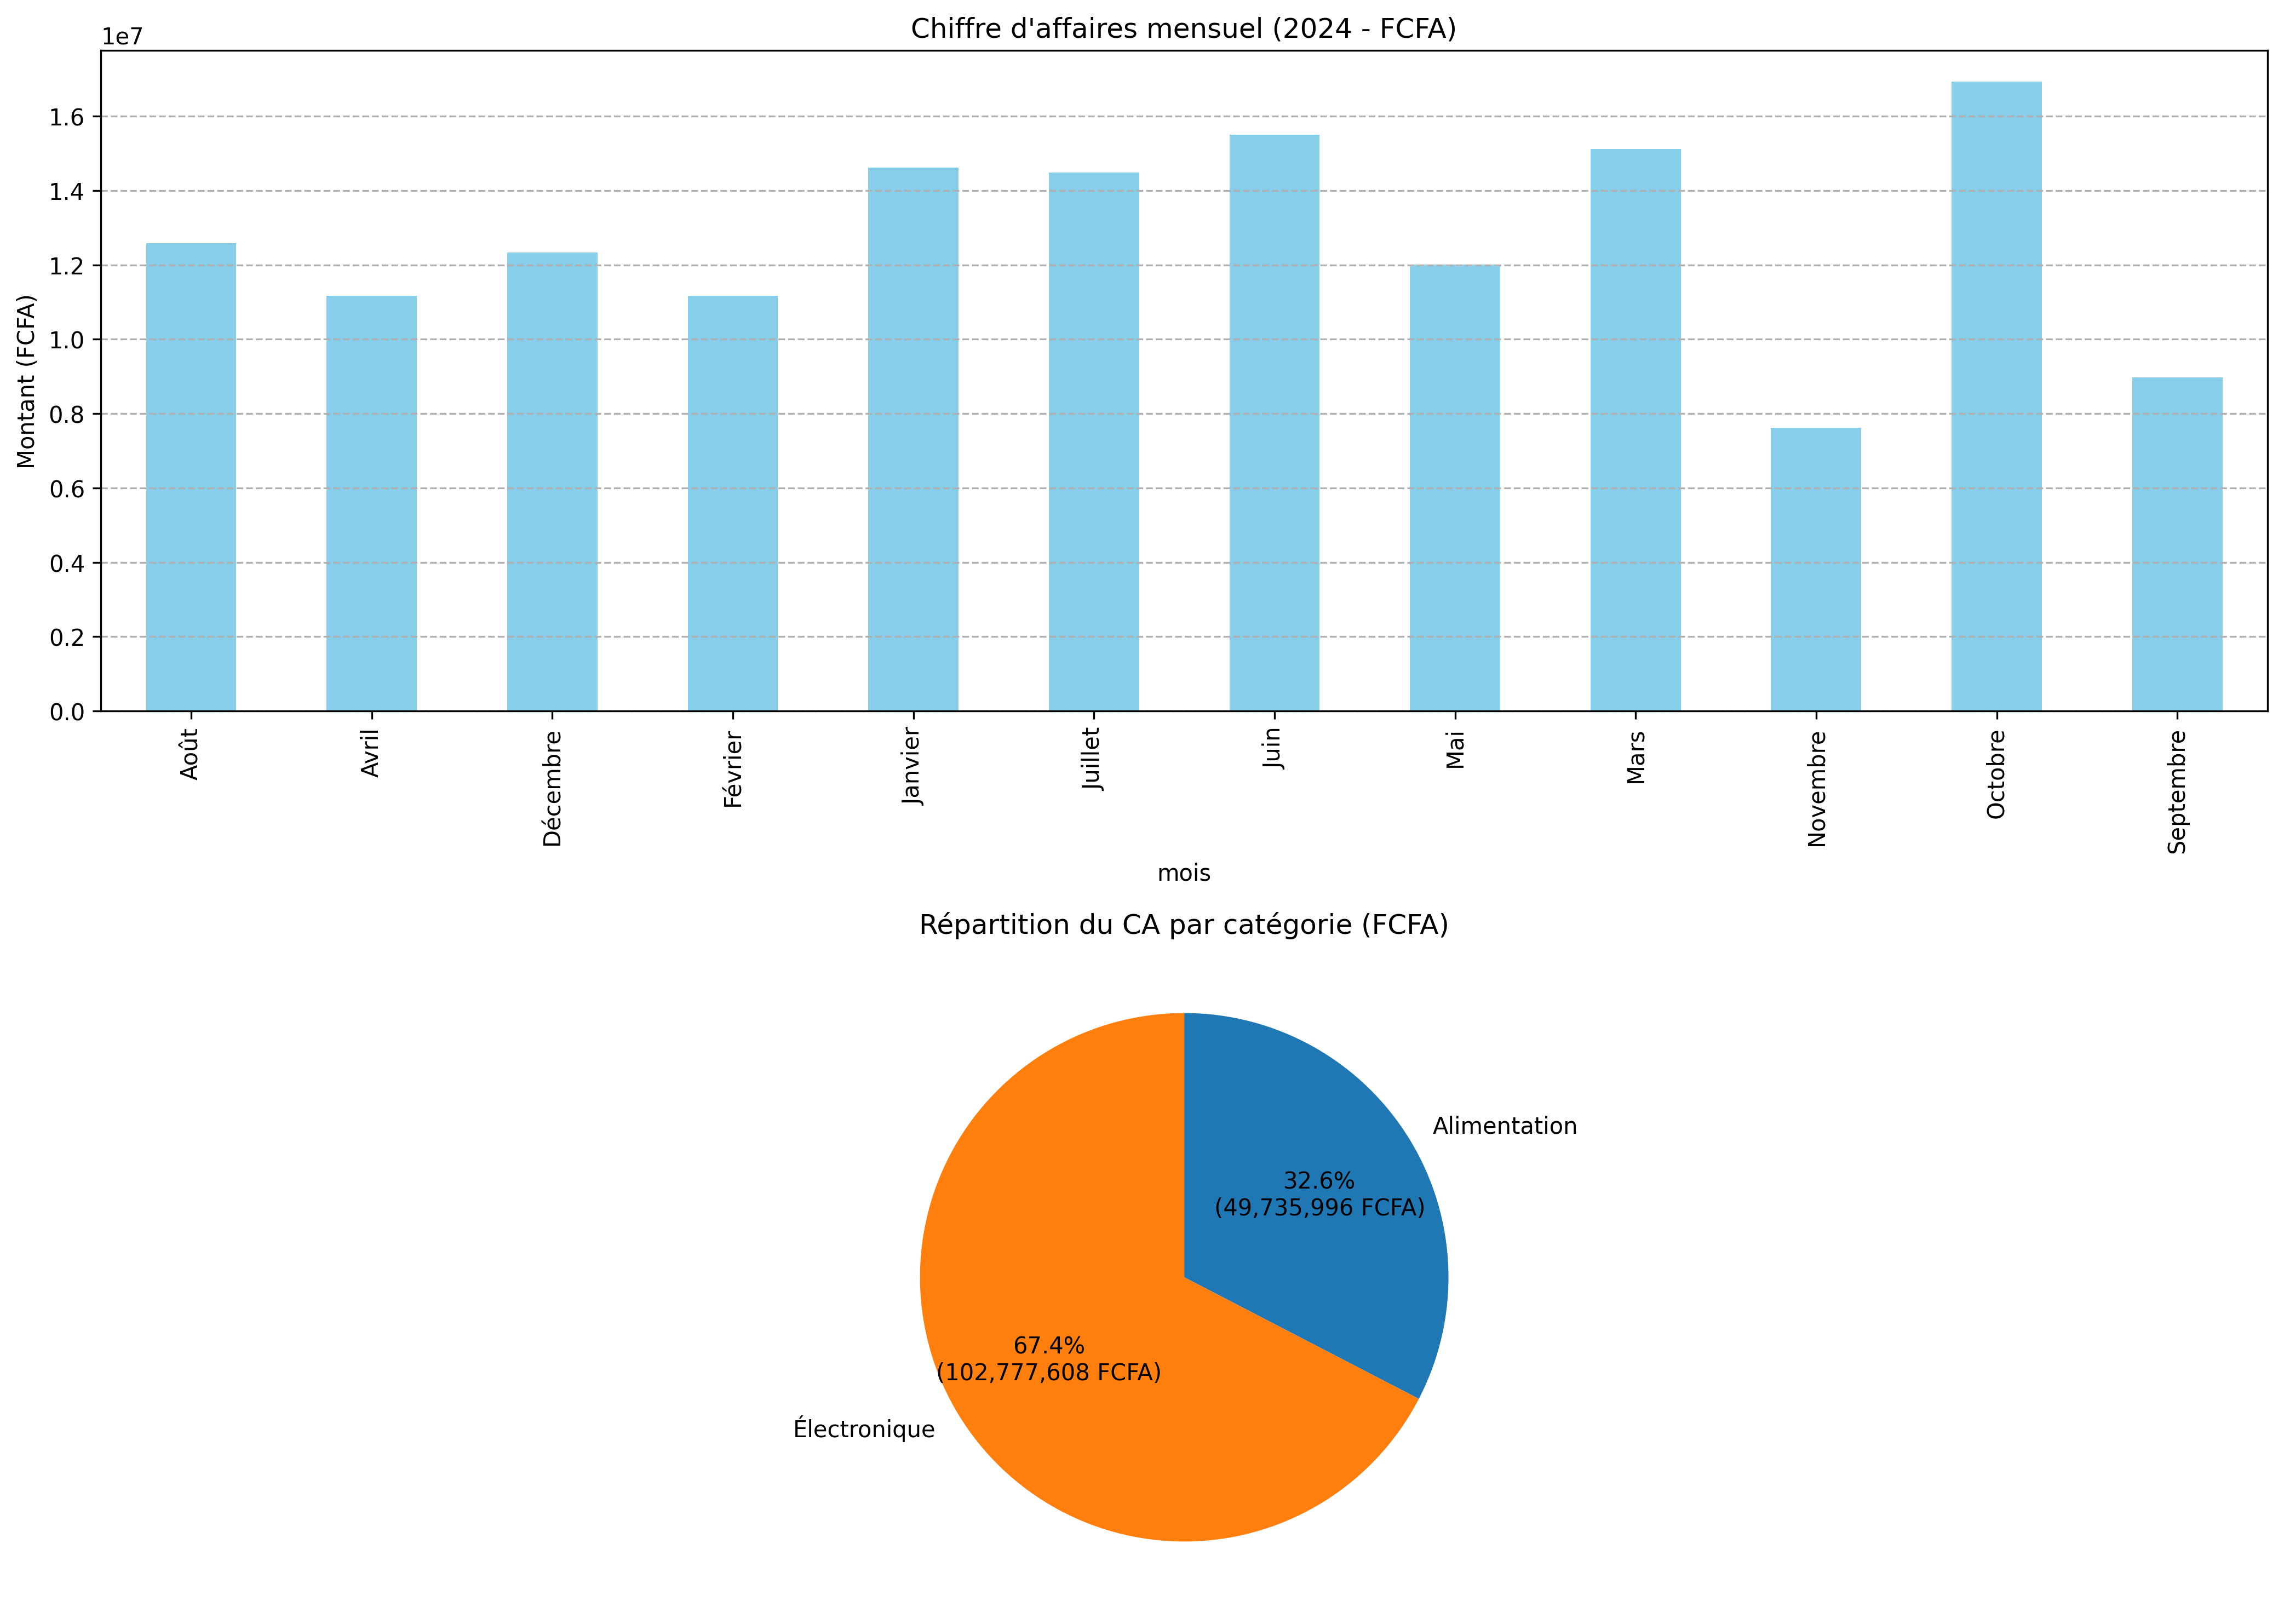 Chiffre d'affaires mensuel (2024 - FCFA)
1e7
1.6
1.4
1.2
1.0
0.8
0.6
0.4
0.2
0.0
Montant (FCFA)
Août
Avril
Décembre
Février
Janvier
Juillet
Juin
Mai
Mars
Novembre
Octobre
Septembre
mois
Répartition du CA par catégorie (FCFA)
Alimentation
32.6%
(49,735,996 FCFA)
67.4%
(102,777,608 FCFA)
Électronique